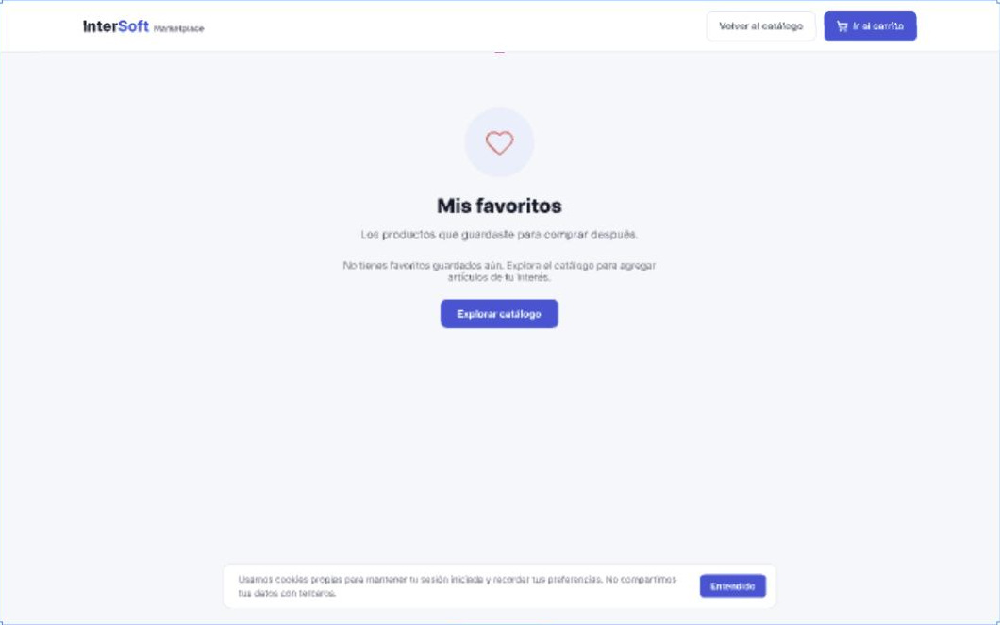 InterSoft Marketplace
Volver al catálogo
Ir al carrito
Mis favoritos
Los productos que guardaste para comprar después.
No tienes favoritos guardados aún. Explora el catálogo para agregar
artículos de tu interés.
Explorar catálogo
Usamos cookies propias para mantener tu sesión iniciada y recordar tus preferencias. No compartimos
tus datos con terceros.
Entendido